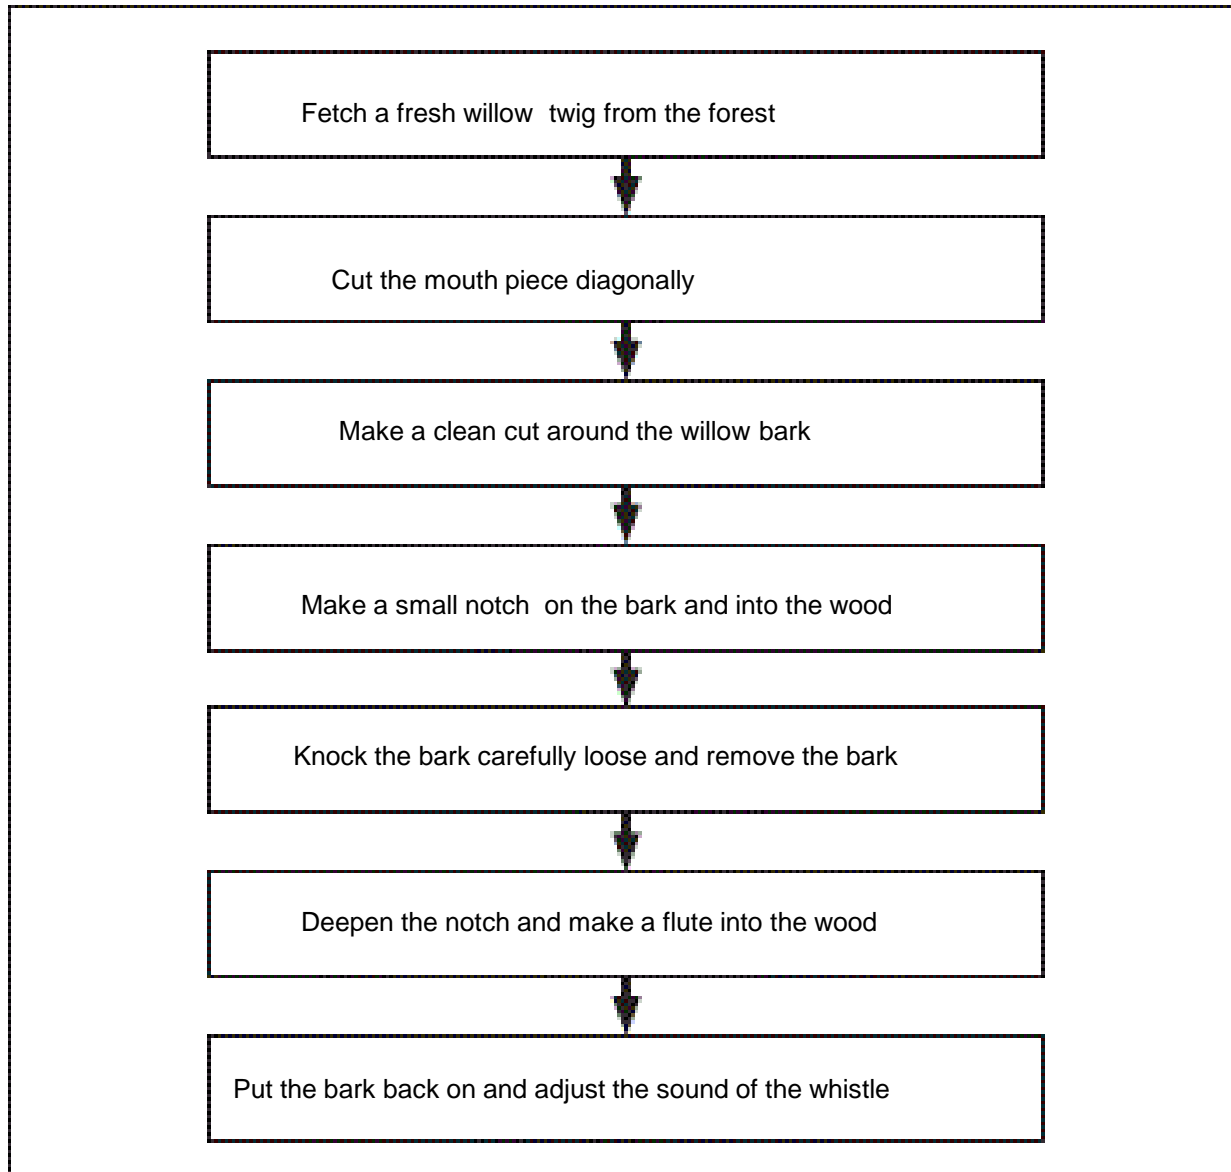 Fetch a fresh willow twig from the forest
Cut the mouth piece diagonally
Make a clean cut around the willow bark
Make a small notch on the bark and into the wood
Knock the bark carefully loose and remove the bark
Deepen the notch and make a flute into the wood
Put the bark back on and adjust the sound of the whistle